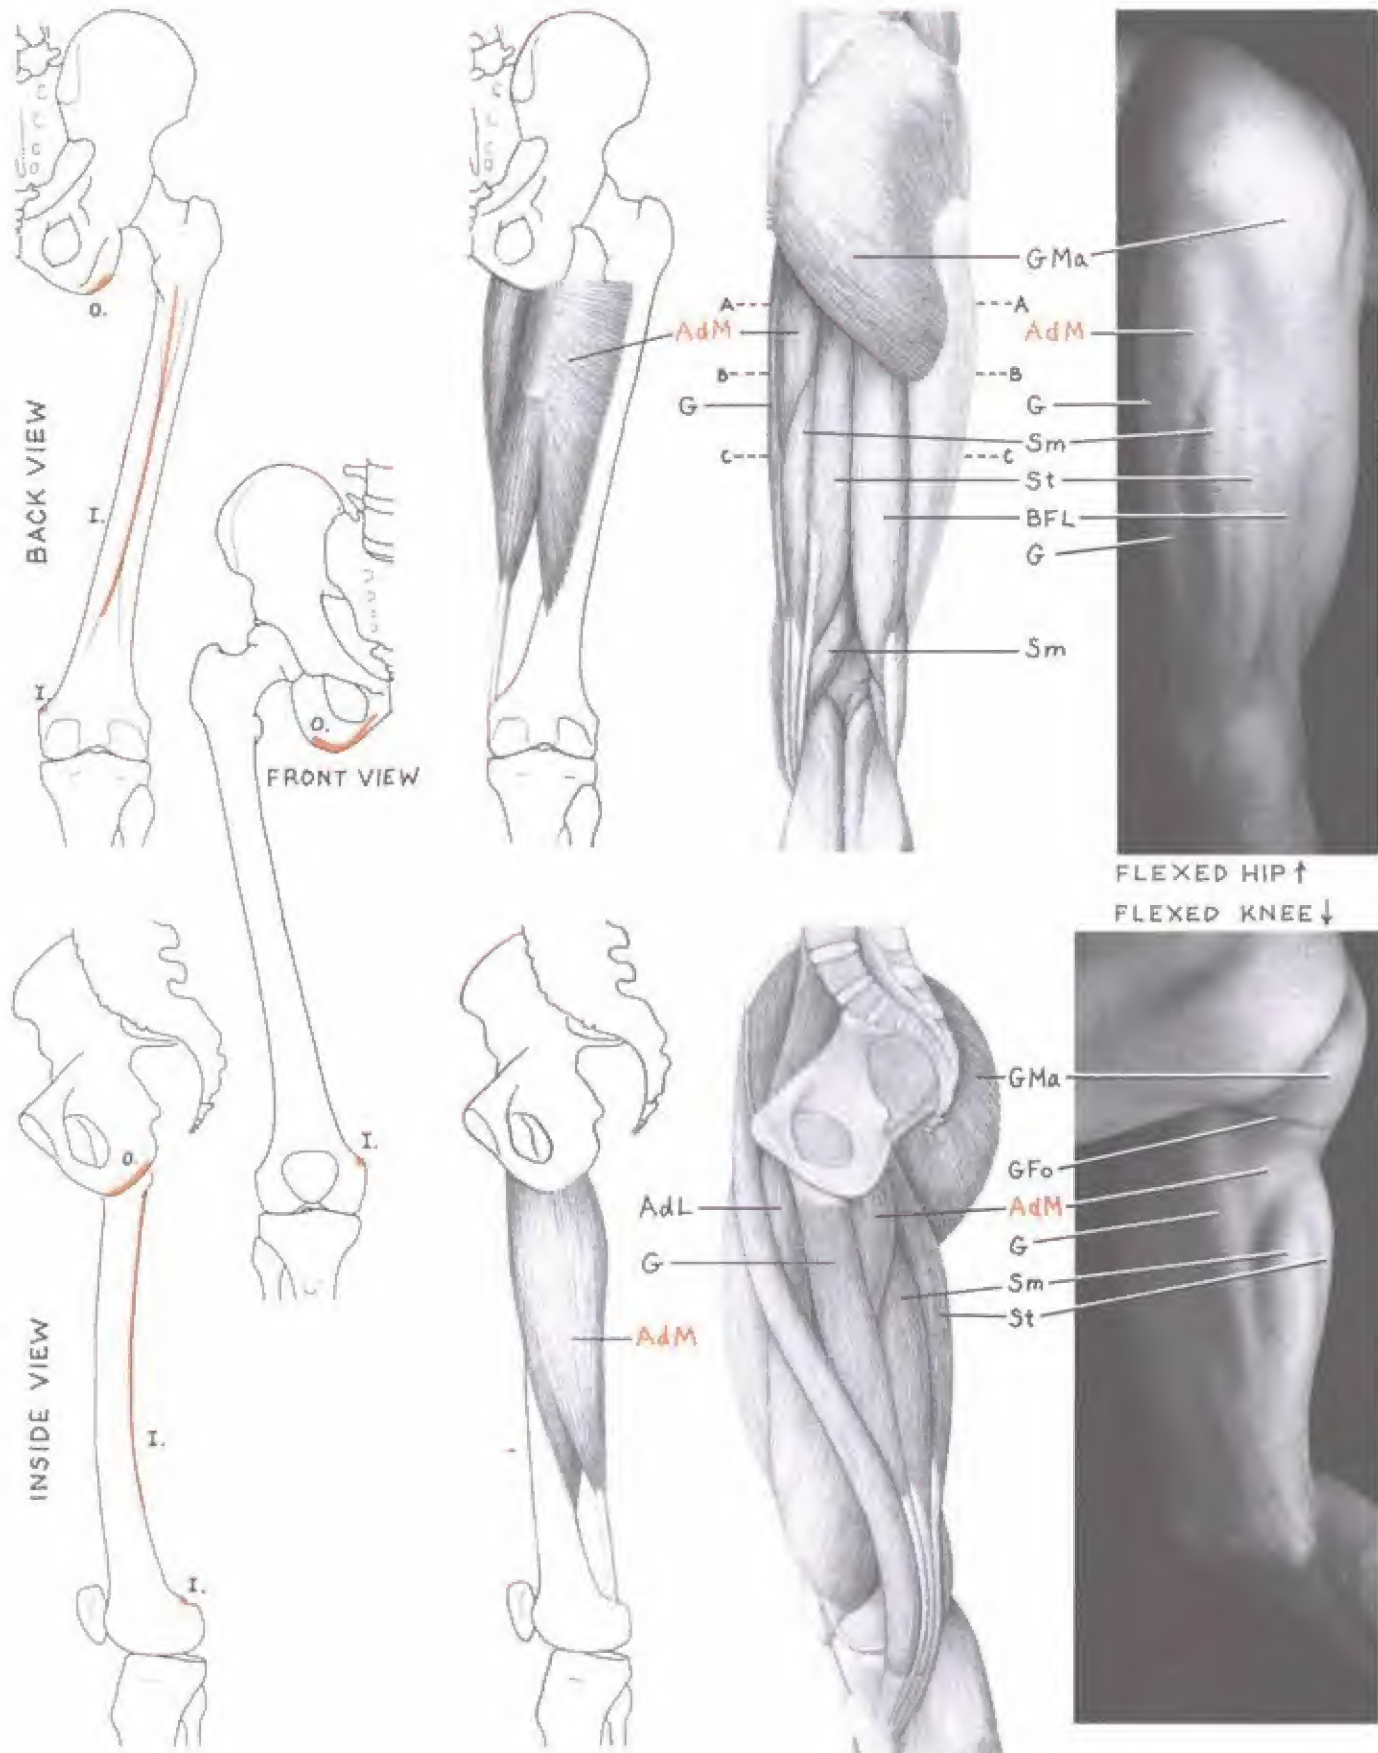 GMa
A
A
O.
AdM
AdM
B
B
G
G
Sm
C
C
St
I.
BFL
G
BACK VIEW
Sm
I.
O.
FRONT VIEW
FLEXED HIP↑
FLEXED KNEE↓
GMa
I.
O.
GFo
AdL
AdM
G
G
Sm
St
AdM
I.
INSIDE VIEW
I.